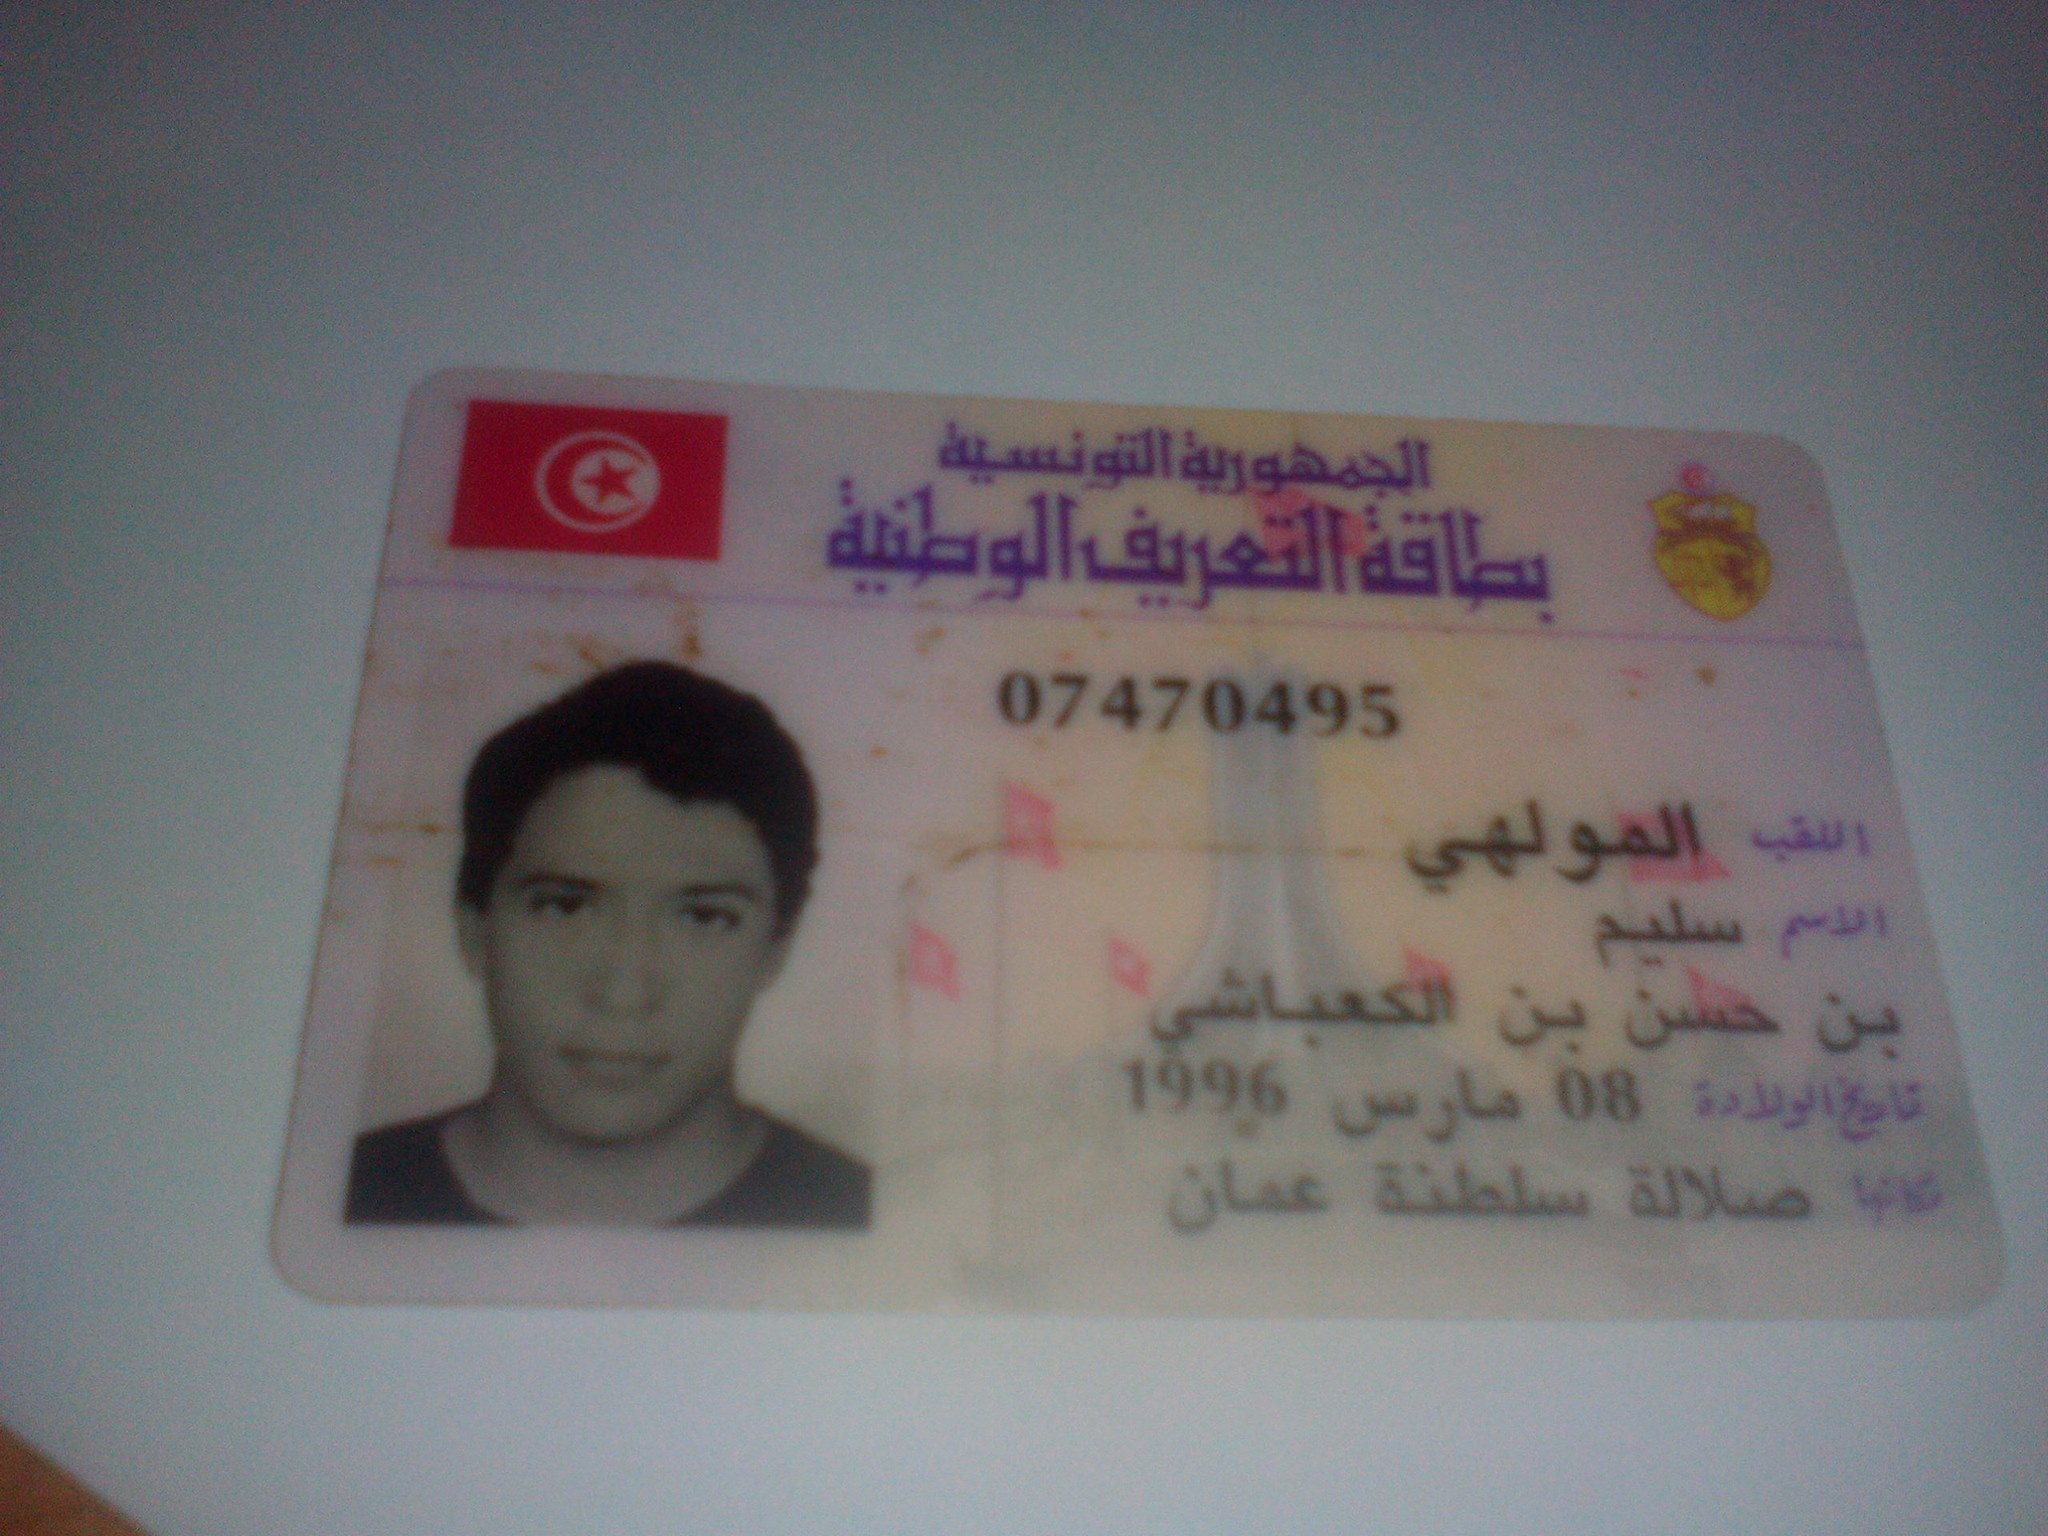 الجمهورية التونسية
بطاقة التعريف الوطنية
07470495
اللقب المولهي
الاسم سليم
بن حسن بن الكعباشي
تاريخ الولادة 08 مارس 1996
مكانها صلالة سلطنة عمان